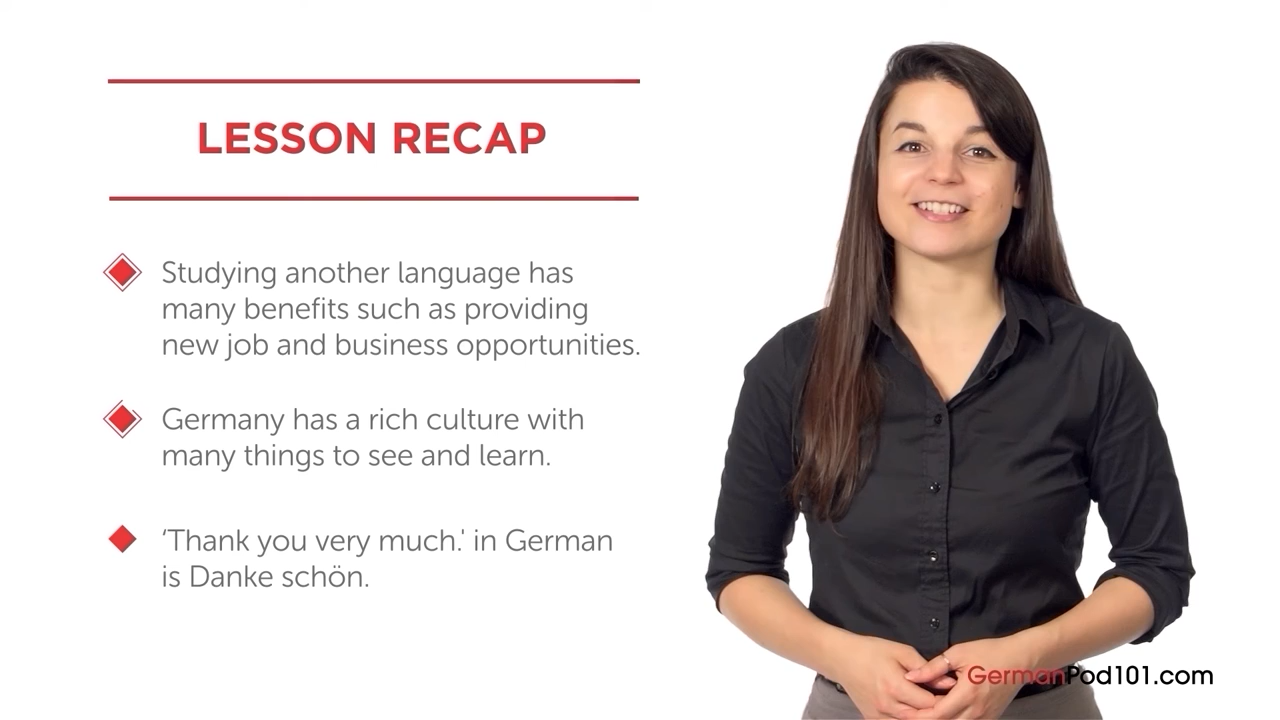 LESSON RECAP
Studying another language has
many benefits such as providing
new job and business opportunities.
Germany has a rich culture with
many things to see and learn.
‘Thank you very much.' in German
is Danke schön.
GermanPod101.com